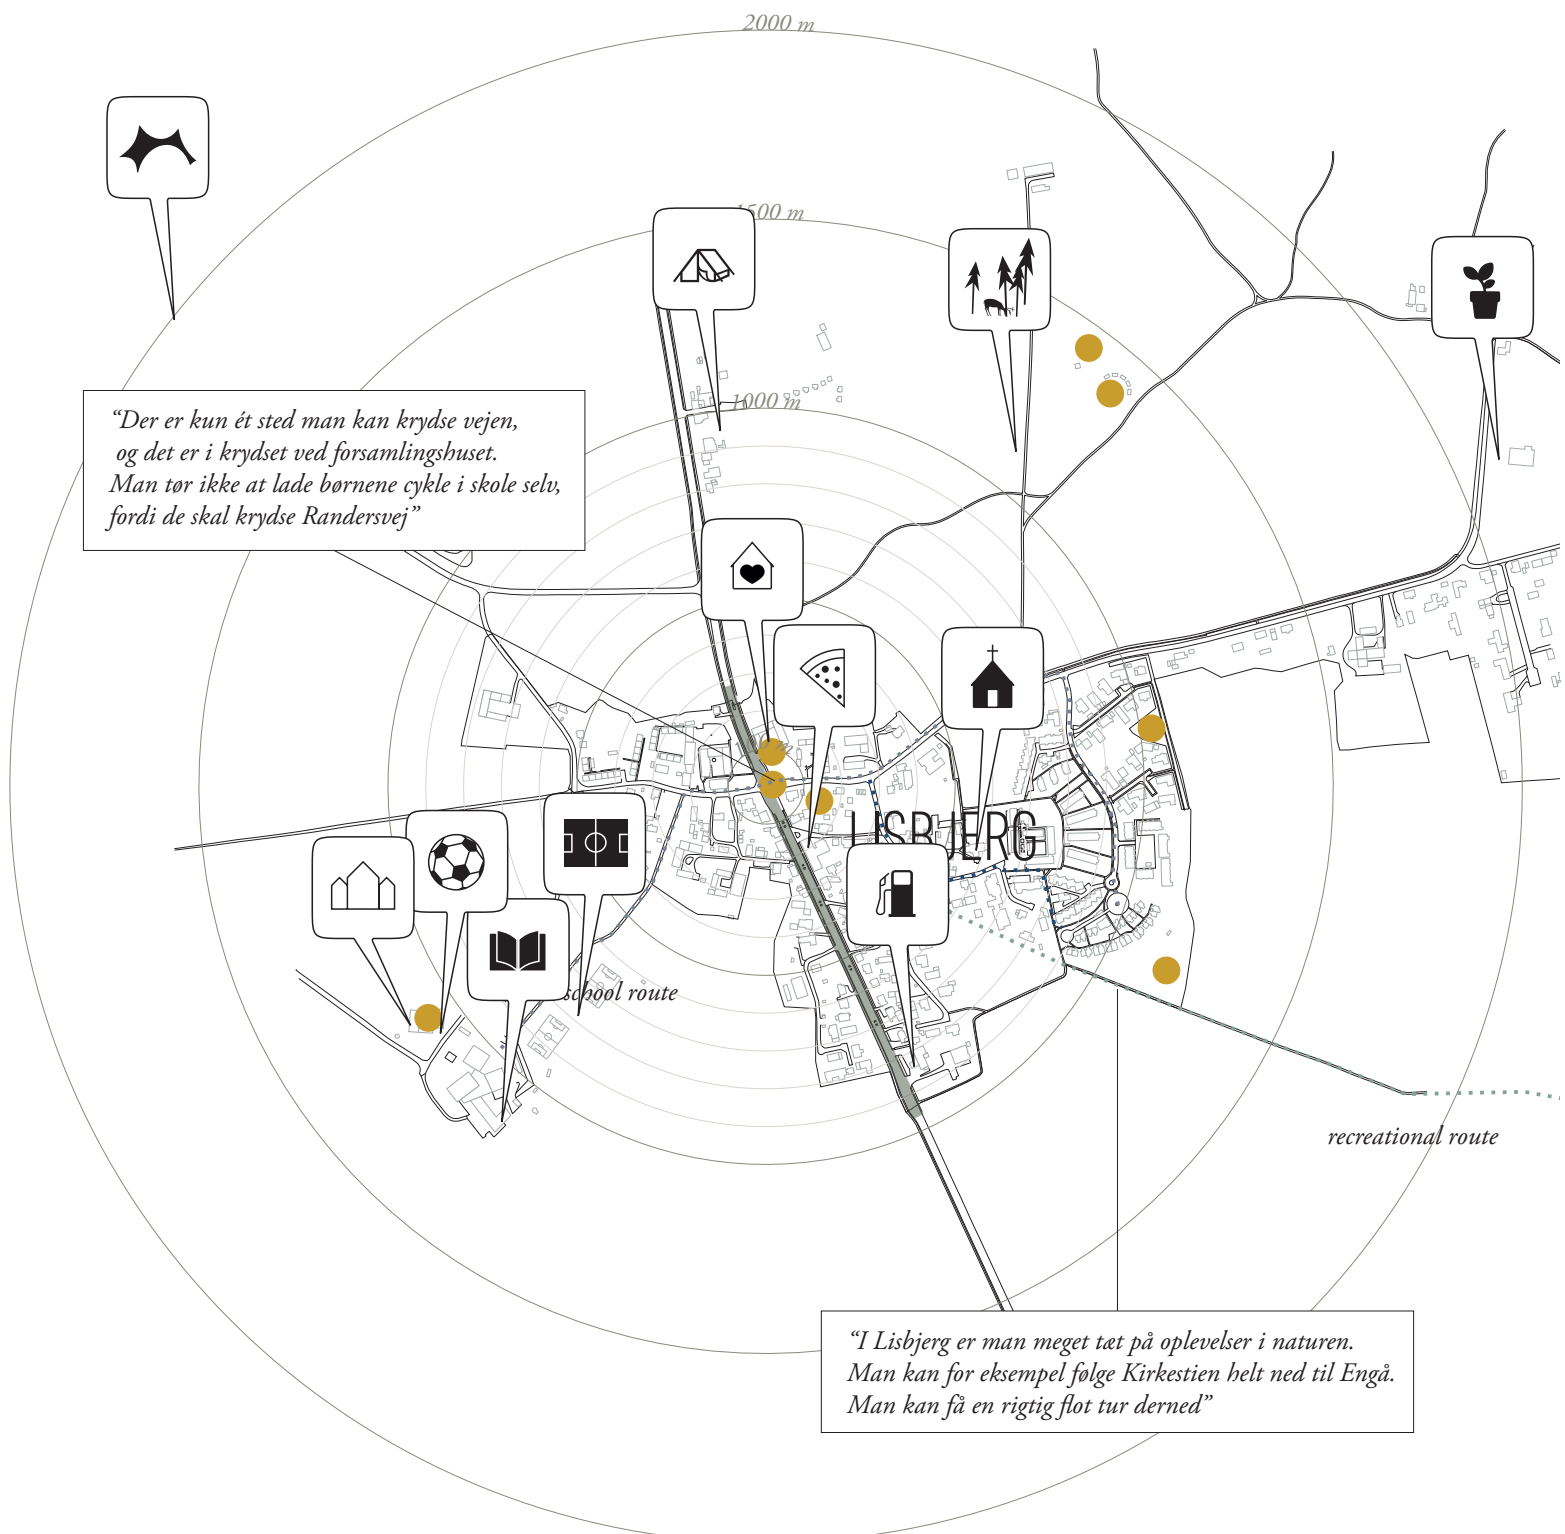 2000 m
1500 m
1000 m
“Der er kun ét sted man kan krydse vejen,
og det er i krydset ved forsamlingshuset.
Man tør ikke at lade børnene cykle i skole selv,
fordi de skal krydse Randersvej”
LISBJERG
school route
recreational route
“I Lisbjerg er man meget tæt på oplevelser i naturen.
Man kan for eksempel følge Kirkestien helt ned til Engå.
Man kan få en rigtig flot tur derned”